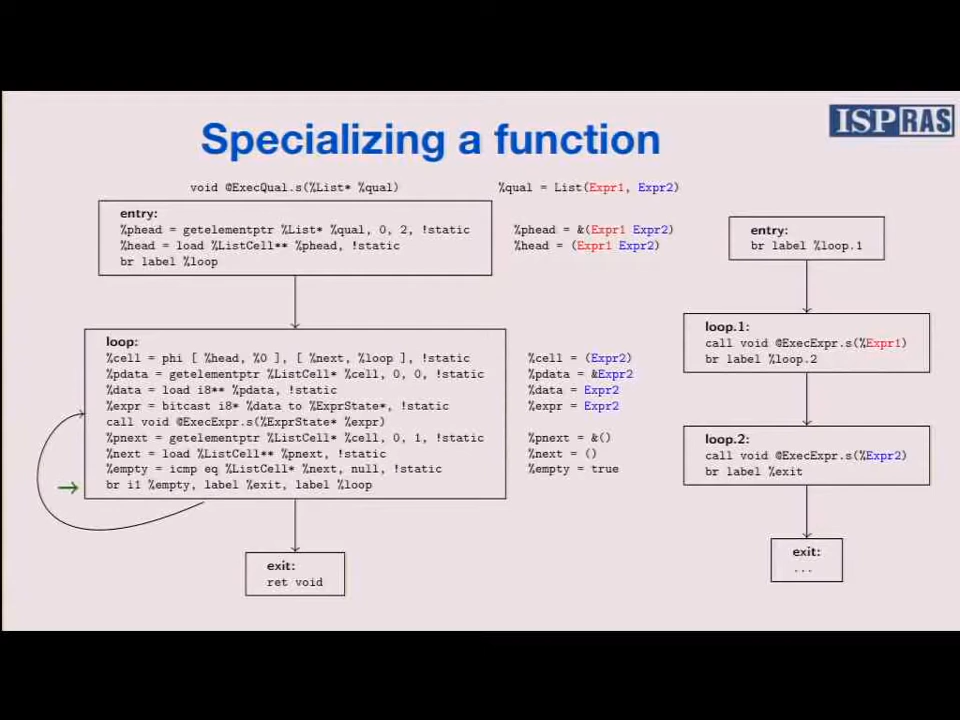 Specializing a function
ISPRAS
void @ExecQual.s(%List* %qual)
entry:
%phead = getelementptr %List* %qual, 0, 2, !static
%head = load %ListCell** %phead, !static
br label %loop
loop:
%cell = phi [ %head, %0 ], [ %next, %loop ], !static
%pdata = getelementptr %ListCell* %cell, 0, 0, !static
%data = load i8** %pdata, !static
%expr = bitcast i8* %data to %ExprState*, !static
call void @ExecExpr.s(%ExprState* %expr)
%pnext = getelementptr %ListCell* %cell, 0, 1, !static
%next = load %ListCell** %pnext, !static
%empty = icmp eq %ListCell* %next, null, !static
br i1 %empty, label %exit, label %loop
exit:
ret void
%qual = List(Expr1, Expr2)
%phead = &(Expr1 Expr2)
%head = (Expr1 Expr2)
%cell = (Expr2)
%pdata = &Expr2
%data = Expr2
%expr = Expr2
%pnext = &()
%next = ()
%empty = true
entry:
br label %loop.1
loop.1:
call void @ExecExpr.s(%Expr1)
br label %loop.2
loop.2:
call void @ExecExpr.s(%Expr2)
br label %exit
exit:
...